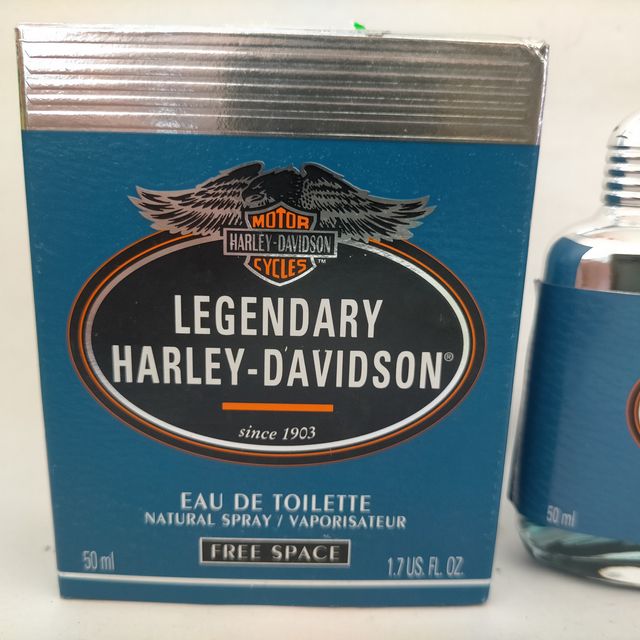 MOTOR
HARLEY-DAVIDSON
CYCLES™
LEGENDARY
HARLEY-DAVIDSON®
since 1903
EAU DE TOILETTE
NATURAL SPRAY / VAPORISATEUR
FREE SPACE
50 ml
1.7 US. FL. OZ.
50 ml